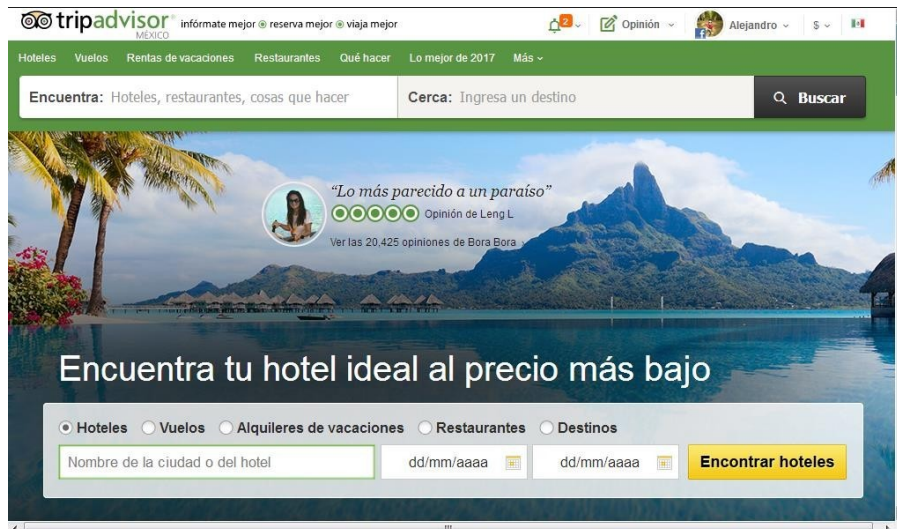 tripadvisor®
MÉXICO
infórmate mejor ◉ reserva mejor ◉ viaja mejor
2
Opinión
Alejandro
$
Hoteles Vuelos Rentas de vacaciones Restaurantes Qué hacer Lo mejor de 2017 Más
Encuentra: Hoteles, restaurantes, cosas que hacer
Cerca: Ingresa un destino
Buscar
“Lo más parecido a un paraíso”
Opinión de Leng L
Ver las 20,425 opiniones de Bora Bora
Encuentra tu hotel ideal al precio más bajo
Hoteles Vuelos Alquileres de vacaciones Restaurantes Destinos
Nombre de la ciudad o del hotel dd/mm/aaaa dd/mm/aaaa Encontrar hoteles